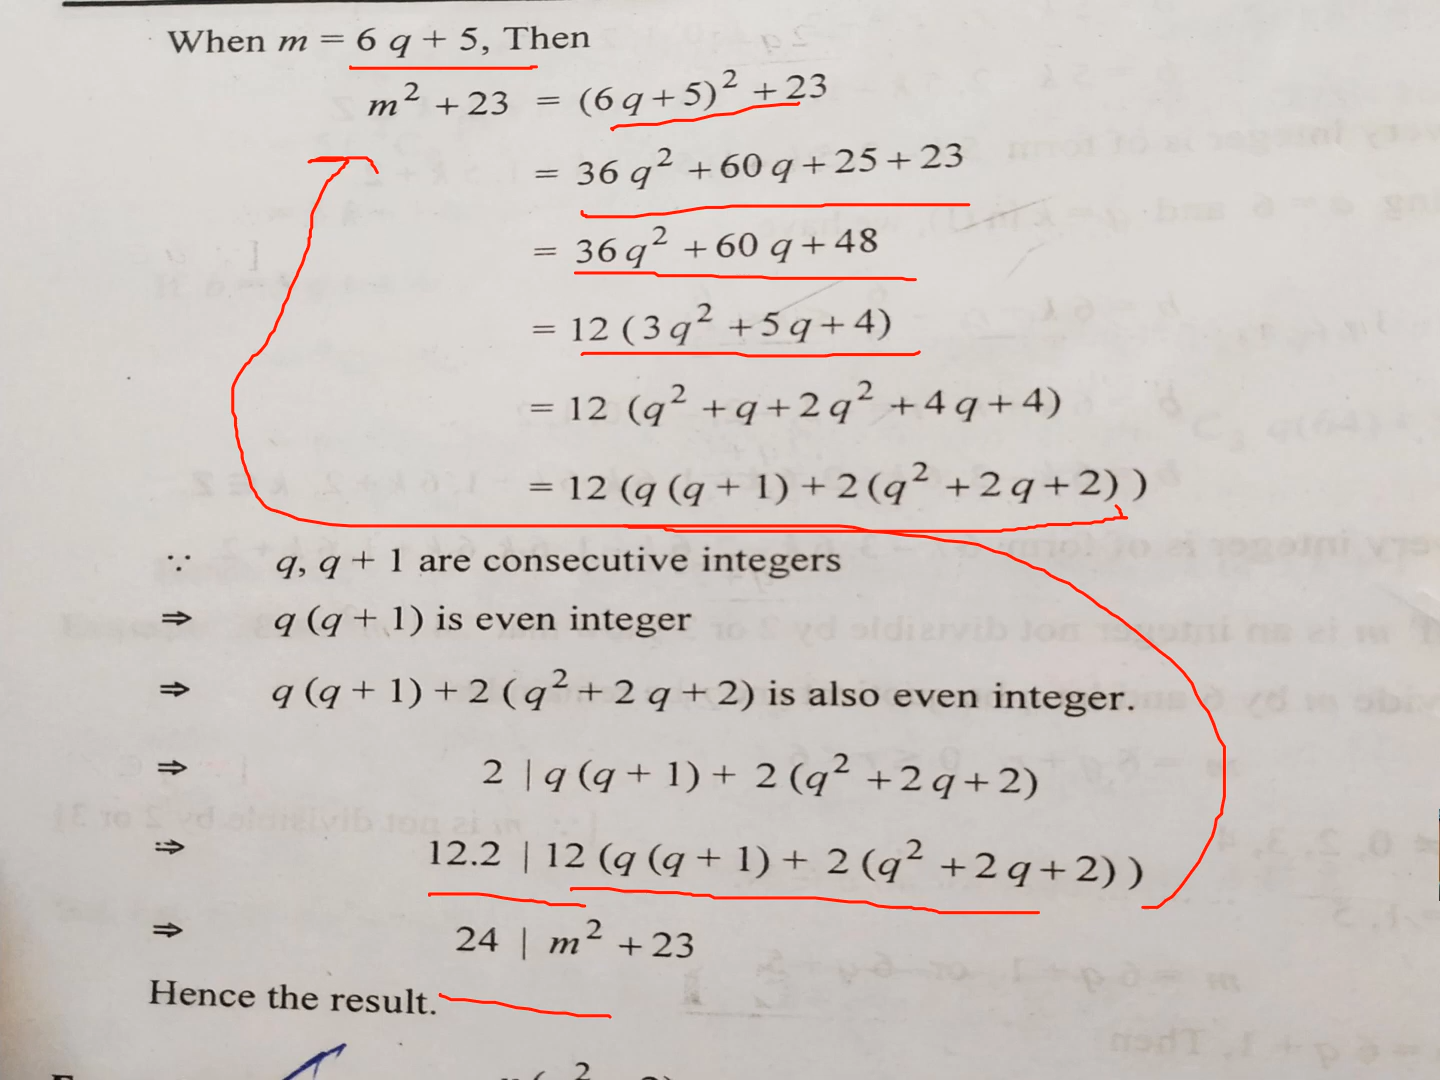 When m = 6 q + 5, Then
m² + 23 = (6 q + 5)² + 23
= 36 q² + 60 q + 25 + 23
= 36 q² + 60 q + 48
= 12 (3 q² + 5 q + 4)
= 12 (q² + q + 2 q² + 4 q + 4)
= 12 (q (q + 1) + 2 (q² + 2 q + 2) )
∵ q, q + 1 are consecutive integers
⇒ q (q + 1) is even integer
⇒ q (q + 1) + 2 ( q² + 2 q + 2) is also even integer.
⇒ 2 | q (q + 1) + 2 (q² + 2 q + 2)
⇒ 12.2 | 12 (q (q + 1) + 2 (q² + 2 q + 2) )
⇒ 24 | m² + 23
Hence the result.